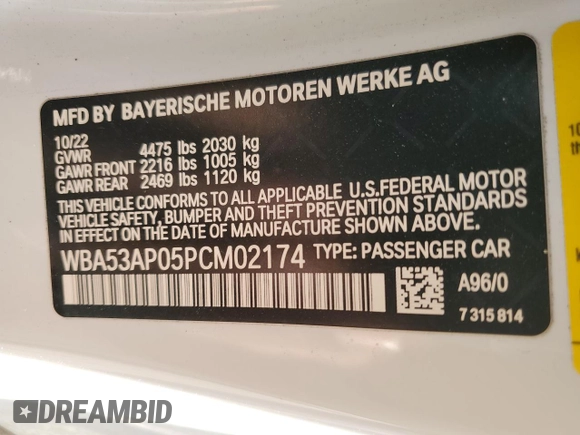 MFD BY BAYERISCHE MOTOREN WERKE AG
10/22
GVWR 4475 lbs 2030 kg
GAWR FRONT 2216 lbs 1005 kg
GAWR REAR 2469 lbs 1120 kg
THIS VEHICLE CONFORMS TO ALL APPLICABLE U.S.FEDERAL MOTOR
VEHICLE SAFETY, BUMPER AND THEFT PREVENTION STANDARDS
IN EFFECT ON THE DATE OF MANUFACTURE SHOWN ABOVE.
WBA53AP05PCM02174 TYPE: PASSENGER CAR
A96/0
7 315 814
DREAMBID